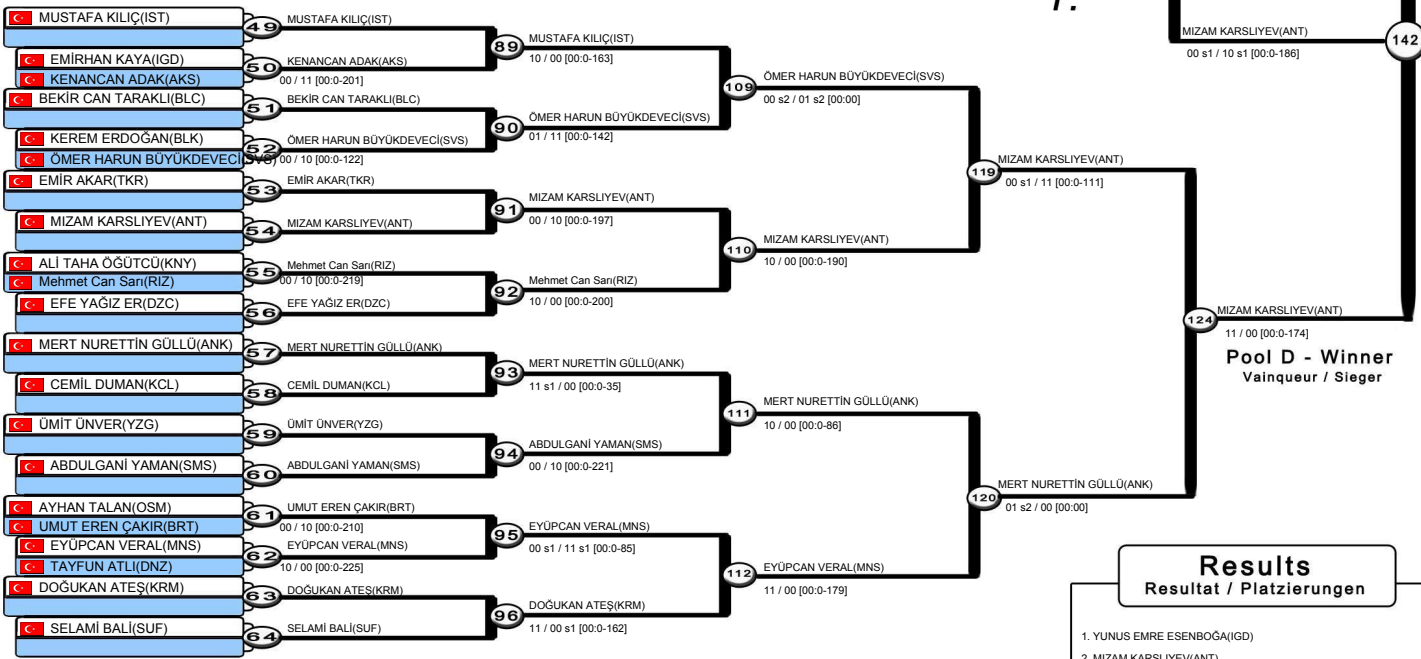 MUSTAFA KILIÇ(IST)
EMİRHAN KAYA(IGD)
KENANCAN ADAK(AKS)
BEKİR CAN TARAKLI(BLC)
KEREM ERDOĞAN(BLK)
ÖMER HARUN BÜYÜKDEVECİ(SVS)
EMİR AKAR(TKR)
MIZAM KARSLIYEV(ANT)
ALİ TAHA ÖĞÜTCÜ(KNY)
Mehmet Can Sarı(RIZ)
EFE YAĞIZ ER(DZC)
MERT NURETTİN GÜLLÜ(ANK)
CEMİL DUMAN(KCL)
ÜMİT ÜNVER(YZG)
ABDULGANİ YAMAN(SMS)
AYHAN TALAN(OSM)
UMUT EREN ÇAKIR(BRT)
EYÜPCAN VERAL(MNS)
TAYFUN ATLI(DNZ)
DOĞUKAN ATEŞ(KRM)
SELAMİ BALİ(SUF)
49
MUSTAFA KILIÇ(IST)
50
KENANCAN ADAK(AKS)
00 / 11 [00:0-201]
51
BEKİR CAN TARAKLI(BLC)
52
ÖMER HARUN BÜYÜKDEVECİ(SVS)
00 / 10 [00:0-122]
53
EMİR AKAR(TKR)
54
MIZAM KARSLIYEV(ANT)
55
Mehmet Can Sarı(RIZ)
00 / 10 [00:0-219]
56
EFE YAĞIZ ER(DZC)
57
MERT NURETTİN GÜLLÜ(ANK)
58
CEMİL DUMAN(KCL)
59
ÜMİT ÜNVER(YZG)
60
ABDULGANİ YAMAN(SMS)
61
UMUT EREN ÇAKIR(BRT)
00 / 10 [00:0-210]
62
EYÜPCAN VERAL(MNS)
10 / 00 [00:0-225]
63
DOĞUKAN ATEŞ(KRM)
64
SELAMİ BALİ(SUF)
89
MUSTAFA KILIÇ(IST)
10 / 00 [00:0-163]
90
ÖMER HARUN BÜYÜKDEVECİ(SVS)
01 / 11 [00:0-142]
91
MIZAM KARSLIYEV(ANT)
00 / 10 [00:0-197]
92
Mehmet Can Sarı(RIZ)
10 / 00 [00:0-200]
93
MERT NURETTİN GÜLLÜ(ANK)
11 s1 / 00 [00:0-35]
94
ABDULGANİ YAMAN(SMS)
00 / 10 [00:0-221]
95
EYÜPCAN VERAL(MNS)
00 s1 / 11 s1 [00:0-85]
96
DOĞUKAN ATEŞ(KRM)
11 / 00 s1 [00:0-162]
109
ÖMER HARUN BÜYÜKDEVECİ(SVS)
00 s2 / 01 s2 [00:00]
110
MIZAM KARSLIYEV(ANT)
10 / 00 [00:0-190]
111
MERT NURETTİN GÜLLÜ(ANK)
10 / 00 [00:0-86]
112
EYÜPCAN VERAL(MNS)
11 / 00 [00:0-179]
119
MIZAM KARSLIYEV(ANT)
00 s1 / 11 [00:0-111]
120
MERT NURETTİN GÜLLÜ(ANK)
01 s2 / 00 [00:00]
124
MIZAM KARSLIYEV(ANT)
11 / 00 [00:0-174]
Pool D - Winner
Vainqueur / Sieger
MIZAM KARSLIYEV(ANT)
00 s1 / 10 s1 [00:0-186]
142
Results
Resultat / Platzierungen
1. YUNUS EMRE ESENBOĞA(IGD)
2. MIZAM KARSLIYEV(ANT)